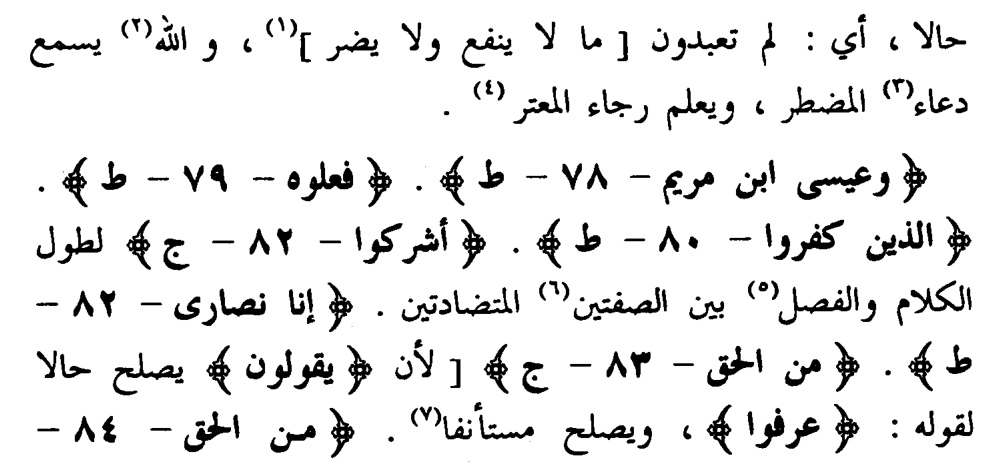 حالا ، أي : لم تعبدون [ ما لا ينفع ولا يضر ](١) ، و الله(٢) يسمع
دعاء(٣) المضطر ، ويعلم رجاء المعتر (٤) .
﴿ وعيسى ابن مريم – ٧٨ – ط ﴾ . ﴿ فعلوه – ٧٩ – ط ﴾ .
﴿ الذين كفروا – ٨٠ – ط ﴾ . ﴿ أشركوا – ٨٢ – ج ﴾ لطول
الكلام والفصل(٥) بين الصفتين(٦) المتضادتين . ﴿ إنا نصارى – ٨٢ –
ط ﴾ . ﴿ من الحق – ٨٣ – ج ﴾ [ لأن ﴿ يقولون ﴾ يصلح حالا
لقوله : ﴿ عرفوا ﴾ ، ويصلح مستأنفا(٧) . ﴿ من الحق – ٨٤ –